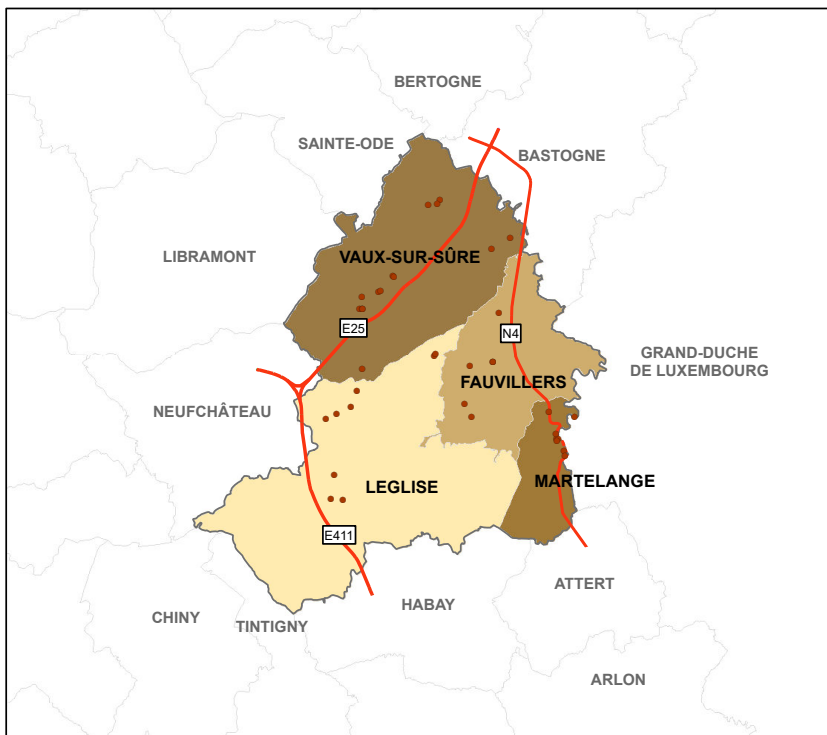 BERTOGNE
SAINTE-ODE
BASTOGNE
LIBRAMONT
VAUX-SUR-SÛRE
E25
N4
GRAND-DUCHE
DE LUXEMBOURG
FAUVILLERS
NEUFCHÂTEAU
LEGLISE
MARTELANGE
E411
ATTERT
HABAY
CHINY
TINTIGNY
ARLON